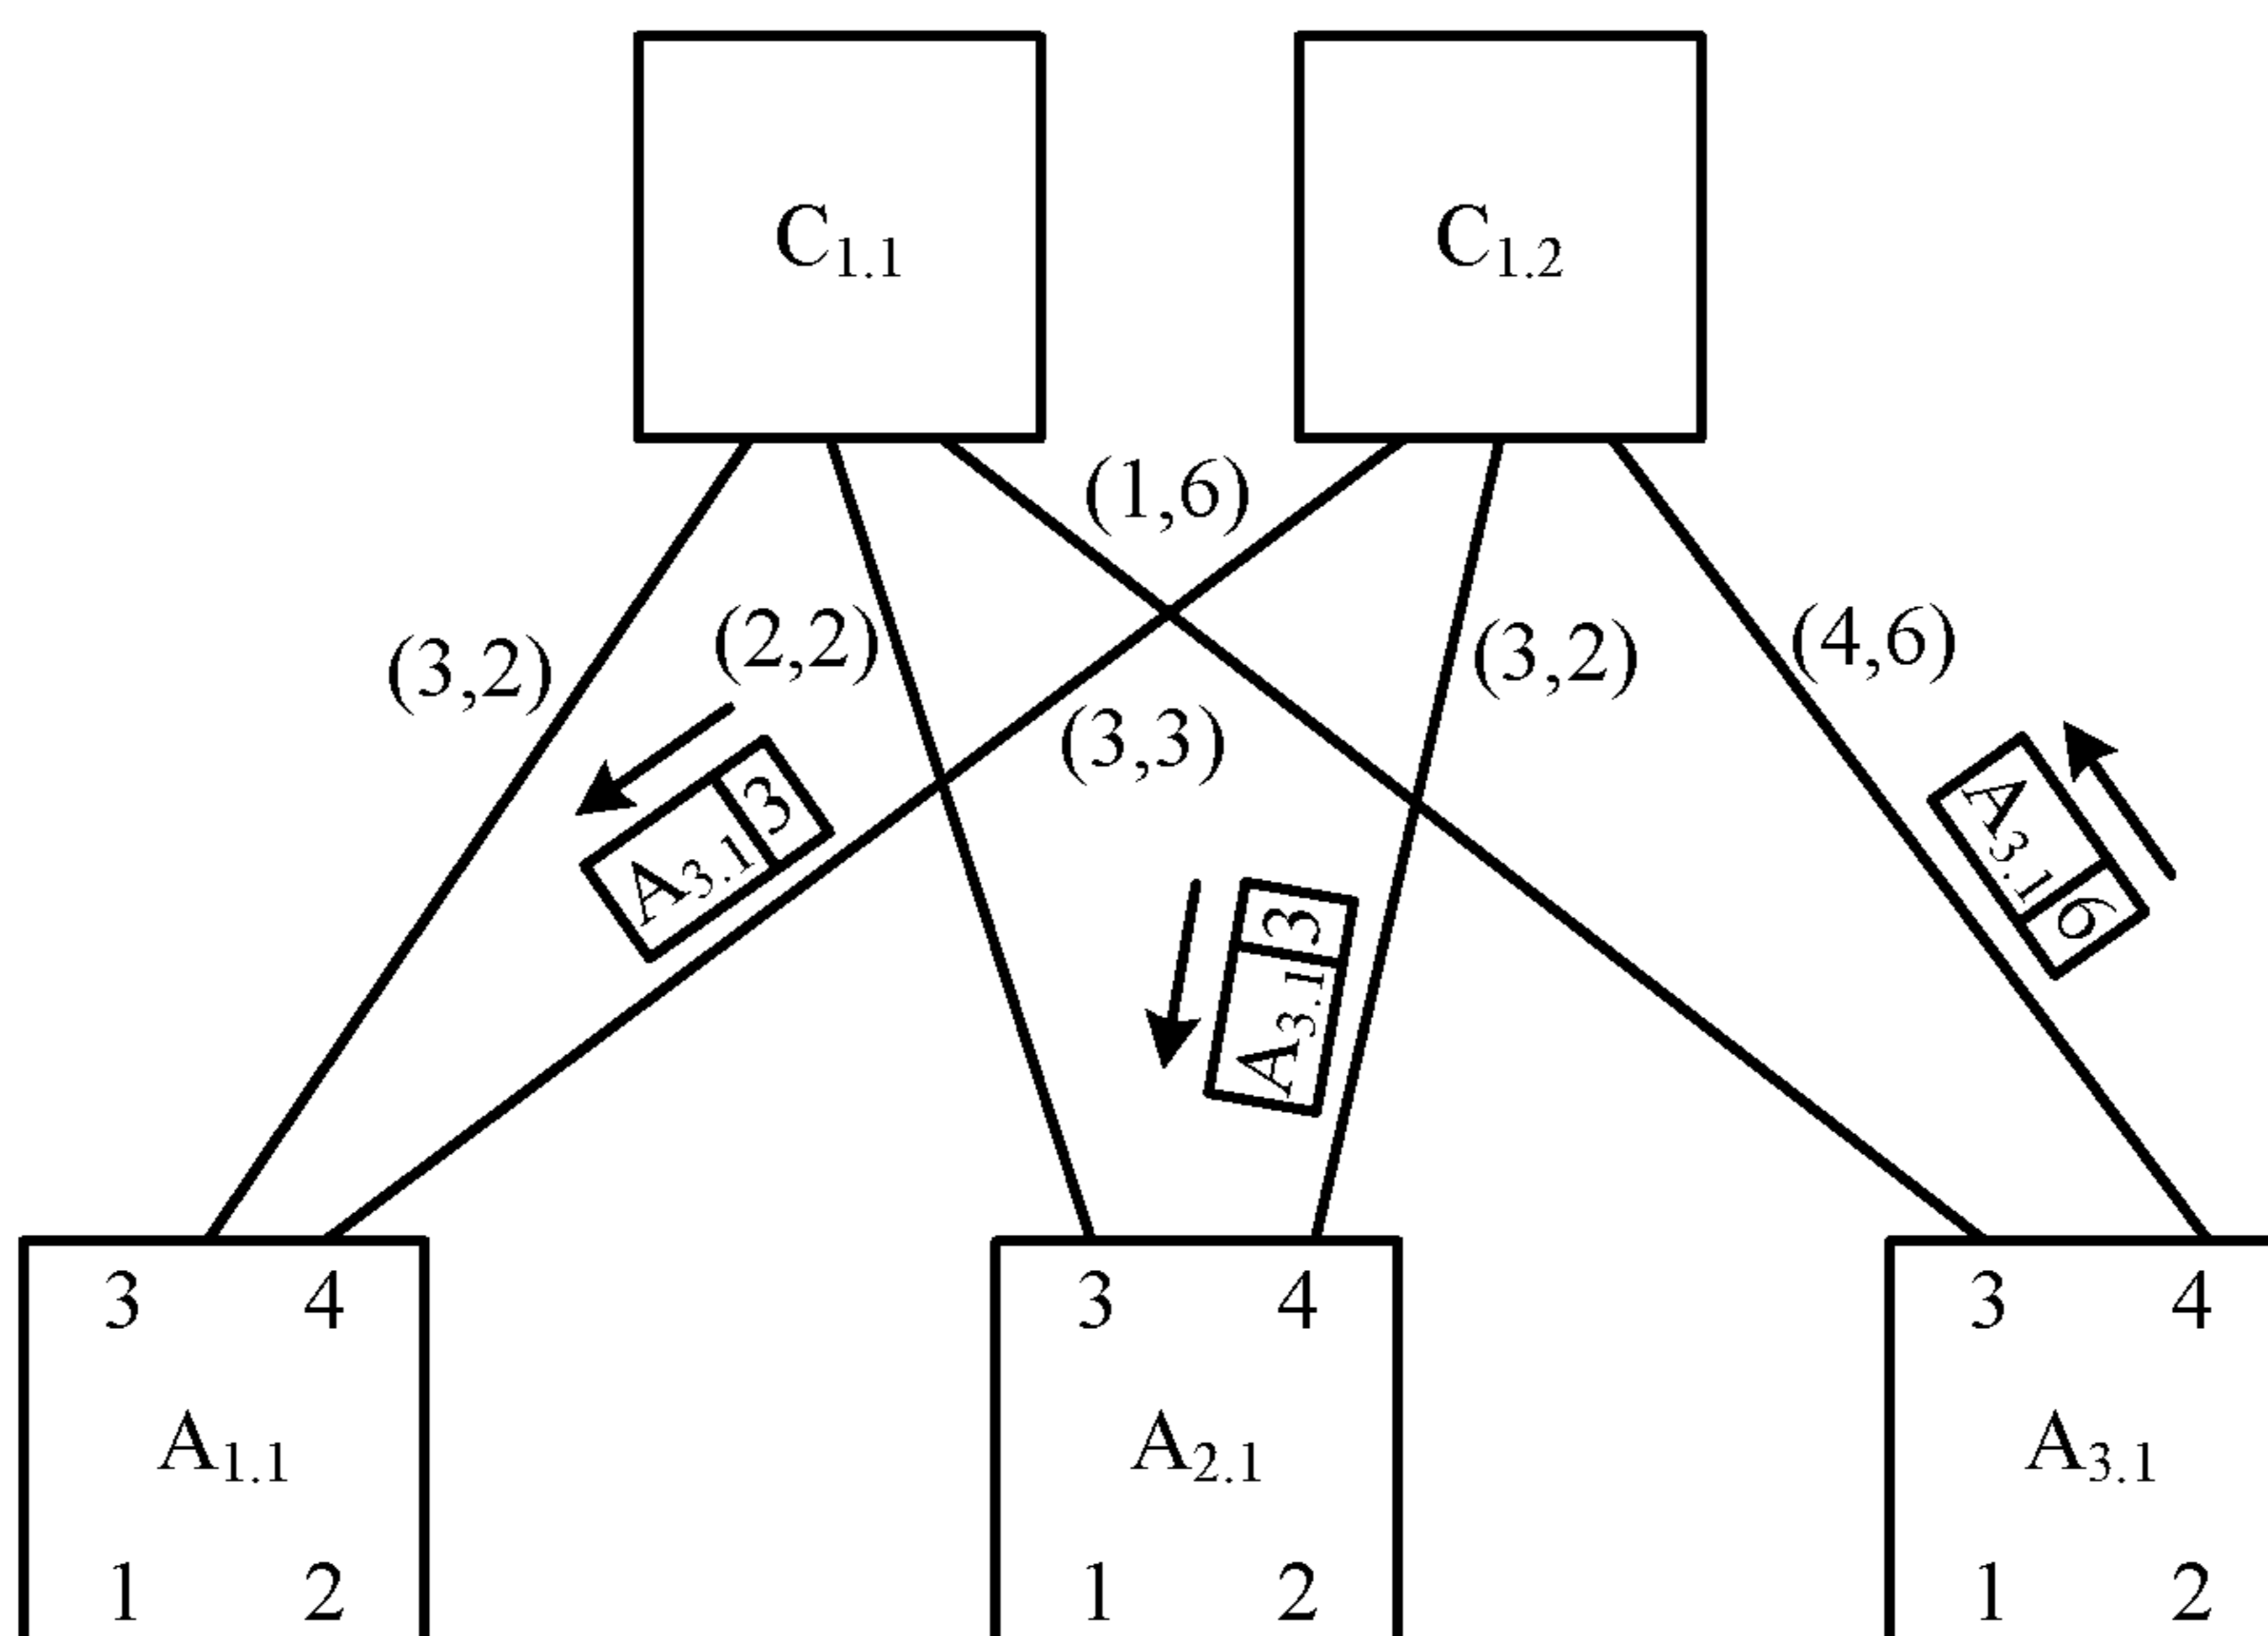 C1.1
C1.2
(1,6)
(3,2)
(2,2)
(3,3)
(3,2)
(4,6)
A3.1 3
A3.1 3
A3.1 6
3 4
A1.1
1 2
3 4
A2.1
1 2
3 4
A3.1
1 2